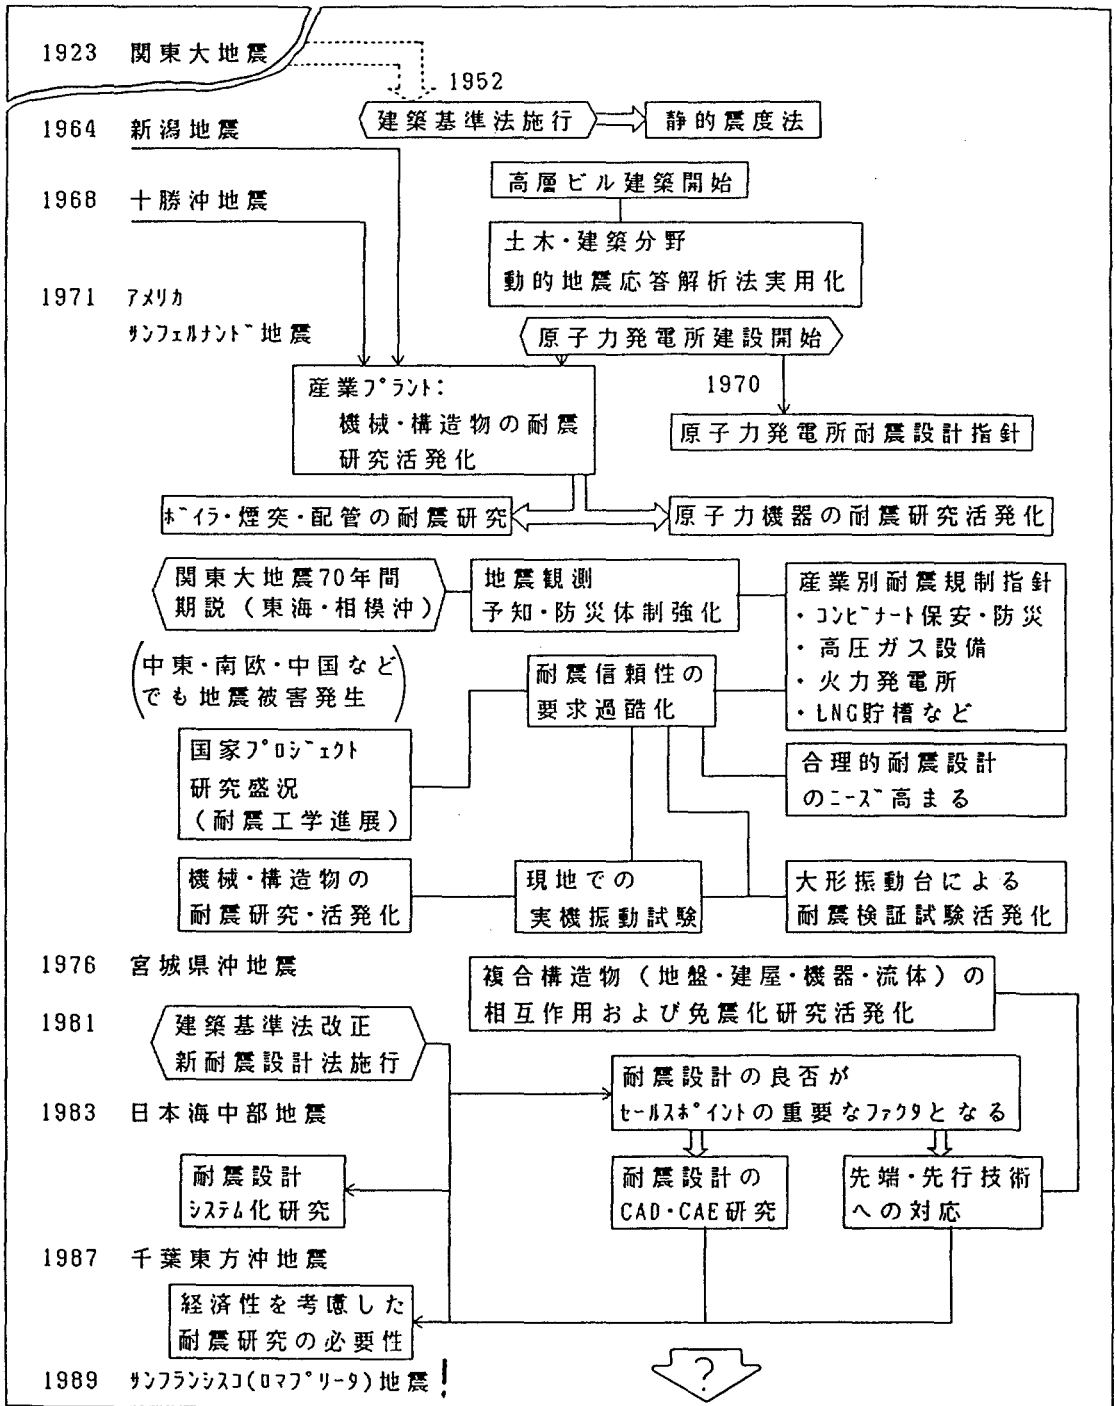 1923 関東大地震
1952
建築基準法施行
静的震度法
1964 新潟地震
高層ビル建築開始
1968 十勝沖地震
土木・建築分野
動的地震応答解析法実用化
1971 アメリカ
サンフェルナンド地震
原子力発電所建設開始
1970
産業プラント：
機械・構造物の耐震
研究活発化
原子力発電所耐震設計指針
ボイラ・煙突・配管の耐震研究
原子力機器の耐震研究活発化
関東大地震70年間
期説（東海・相模沖）
地震観測
予知・防災体制強化
産業別耐震規制指針
・コンビナート保安・防災
・高圧ガス設備
・火力発電所
・LNG貯槽など
（中東・南欧・中国など
でも地震被害発生）
耐震信頼性の
要求過酷化
国家プロジェクト
研究盛況
（耐震工学進展）
合理的耐震設計
のニーズ高まる
機械・構造物の
耐震研究・活発化
現地での
実機振動試験
大形振動台による
耐震検証試験活発化
1976 宮城県沖地震
複合構造物（地盤・建屋・機器・流体）の
相互作用および免震化研究活発化
1981
建築基準法改正
新耐震設計法施行
耐震設計の良否が
セールスポイントの重要なファクタとなる
1983 日本海中部地震
耐震設計
システム化研究
耐震設計の
CAD・CAE研究
先端・先行技術
への対応
1987 千葉東方沖地震
経済性を考慮した
耐震研究の必要性
1989 サンフランシスコ(ロマプリータ)地震！
?